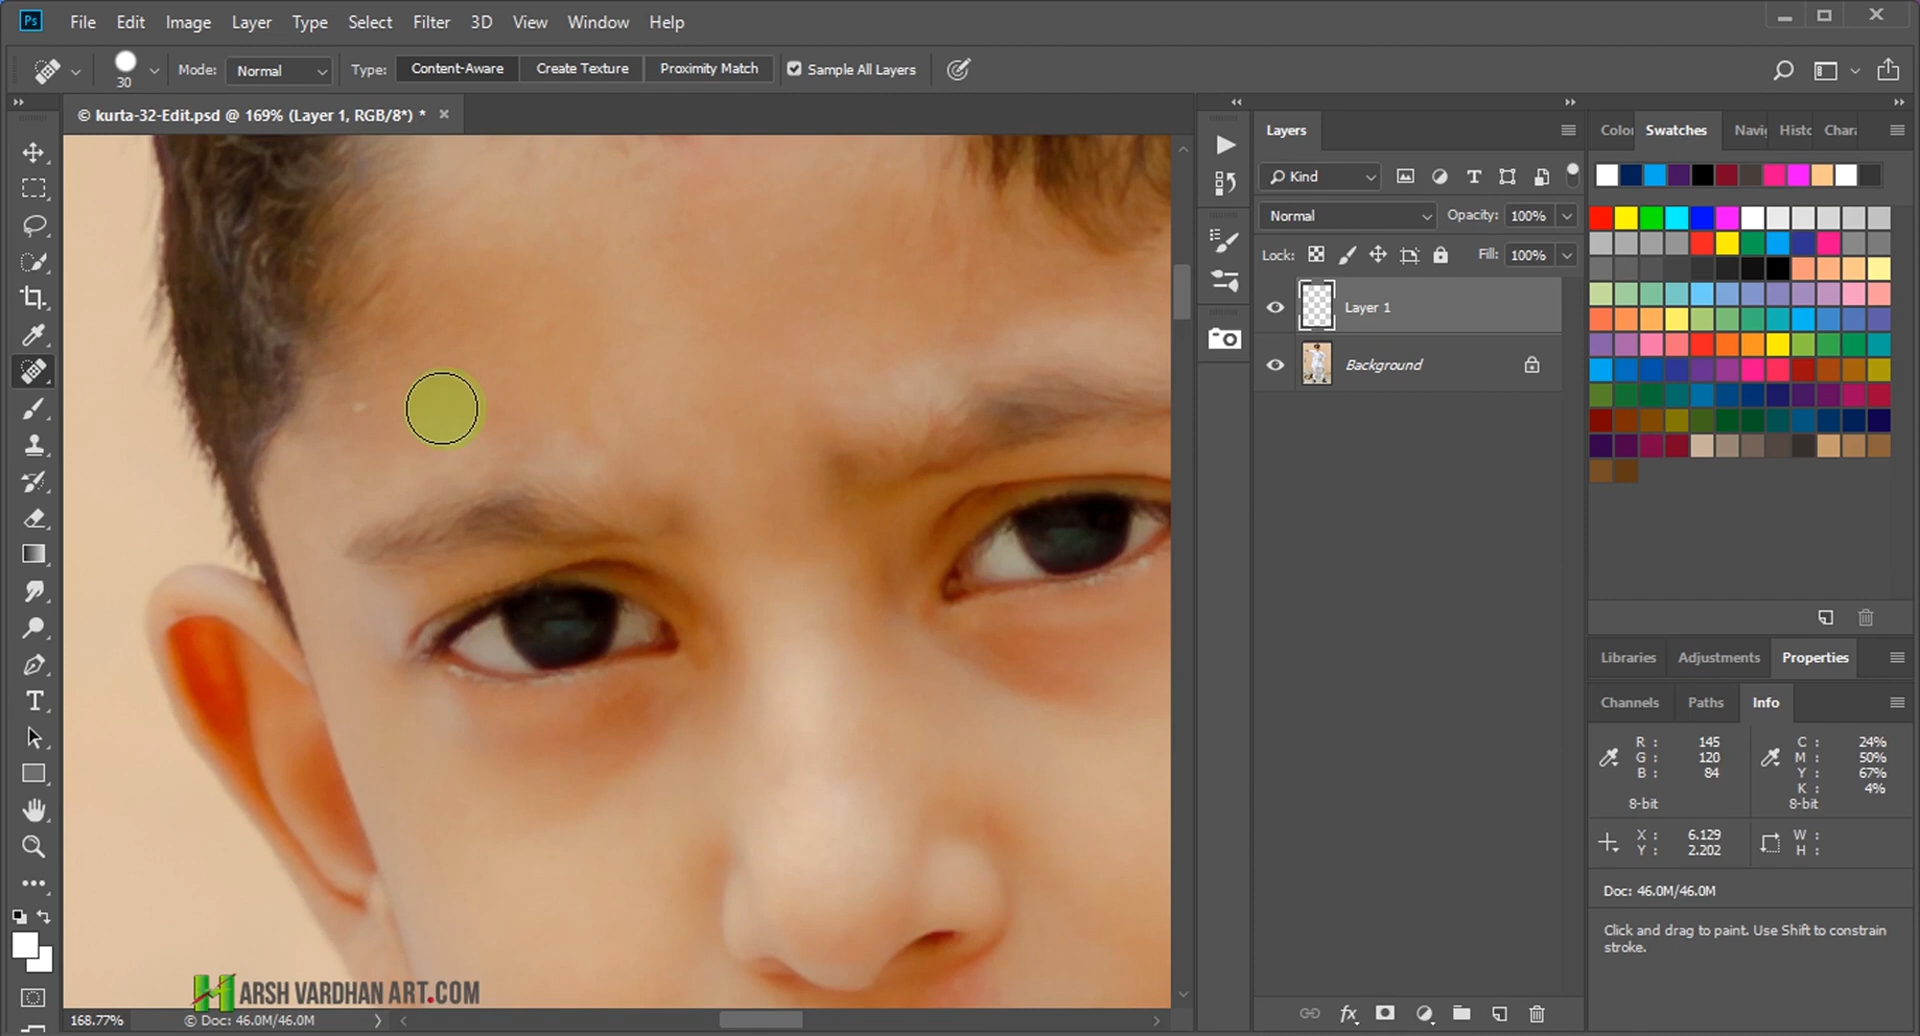 Ps File Edit Image Layer Type Select Filter 3D View Window Help
30 Mode: Normal Type: Content-Aware Create Texture Proximity Match Sample All Layers
© kurta-32-Edit.psd @ 169% (Layer 1, RGB/8*) * ×
Layers
Kind
Normal Opacity: 100%
Lock: Fill: 100%
Layer 1
Background
fx
Color Swatches Navi Histo Chara
Libraries Adjustments Properties
Channels Paths Info
R : 145 C : 24%
G : 120 M : 50%
B : 84 Y : 67%
K : 4%
8-bit 8-bit
X : 6.129 W :
Y : 2.202 H :
Doc: 46.0M/46.0M
Click and drag to paint. Use Shift to constrain
stroke.
HARSH VARDHAN ART.COM
168.77% © Doc: 46.0M/46.0M